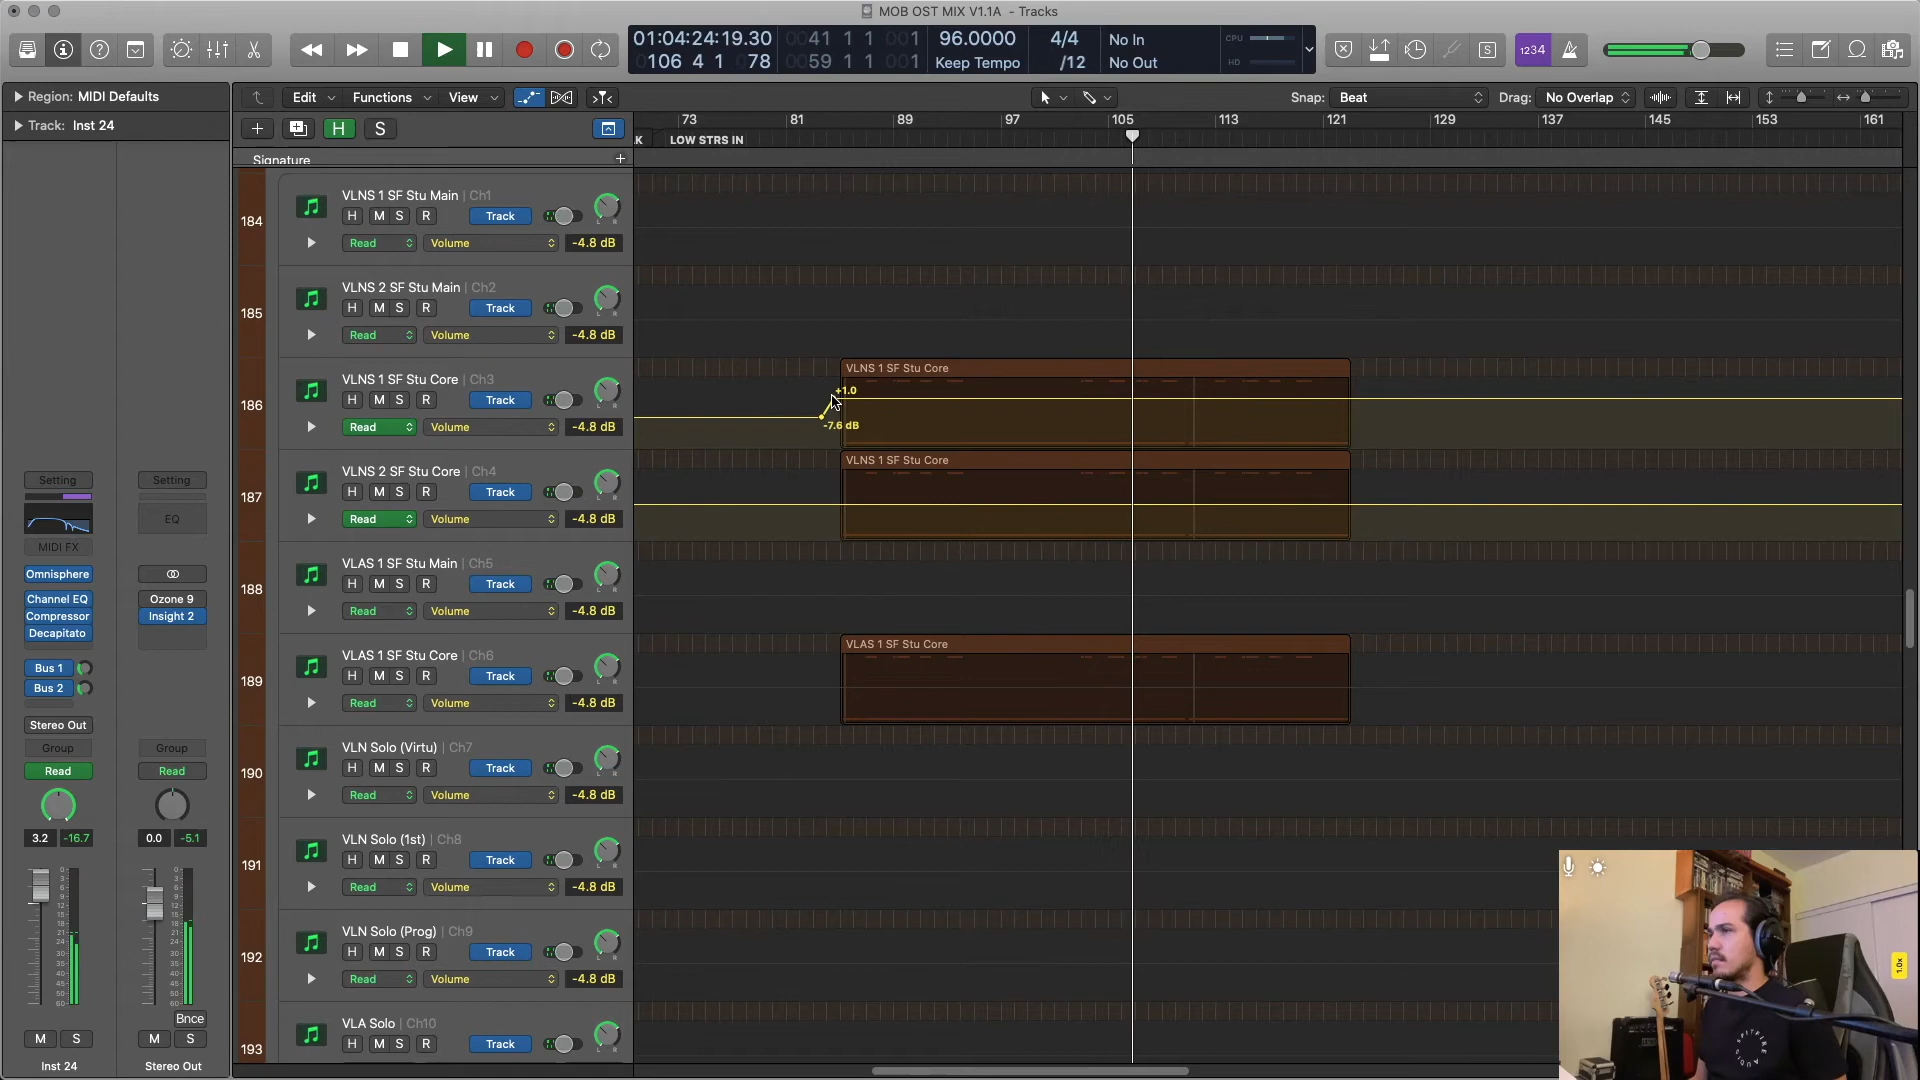 MOB OST MIX V1.1A - Tracks
01:04:24:19.30
106 4 1 78
0041 1 1 001
0059 1 1 001
96.0000
Keep Tempo
4/4
/12
No In
No Out
CPU
HD
1234
Region: MIDI Defaults
Track: Inst 24
Edit
Functions
View
Snap: Beat
Drag: No Overlap
H
S
73
81
89
97
105
113
121
129
137
145
153
161
K
LOW STRS IN
Signature
184
VLNS 1 SF Stu Main | Ch1
H M S R Track
Read Volume -4.8 dB
185
VLNS 2 SF Stu Main | Ch2
H M S R Track
Read Volume -4.8 dB
186
VLNS 1 SF Stu Core | Ch3
H M S R Track
Read Volume -4.8 dB
VLNS 1 SF Stu Core
+1.0
-7.6 dB
187
VLNS 2 SF Stu Core | Ch4
H M S R Track
Read Volume -4.8 dB
VLNS 1 SF Stu Core
188
VLAS 1 SF Stu Main | Ch5
H M S R Track
Read Volume -4.8 dB
189
VLAS 1 SF Stu Core | Ch6
H M S R Track
Read Volume -4.8 dB
VLAS 1 SF Stu Core
190
VLN Solo (Virtu) | Ch7
H M S R Track
Read Volume -4.8 dB
191
VLN Solo (1st) | Ch8
H M S R Track
Read Volume -4.8 dB
192
VLN Solo (Prog) | Ch9
H M S R Track
Read Volume -4.8 dB
193
VLA Solo | Ch10
H M S R Track
Setting
Setting
EQ
MIDI FX
Omnisphere
Channel EQ
Compressor
Decapitato
Ozone 9
Insight 2
Bus 1
Bus 2
Stereo Out
Group
Group
Read
Read
3.2 -16.7
0.0 -5.1
Bnce
M S
M S
Inst 24
Stereo Out
1.0x
SPITFIRE AUDIO